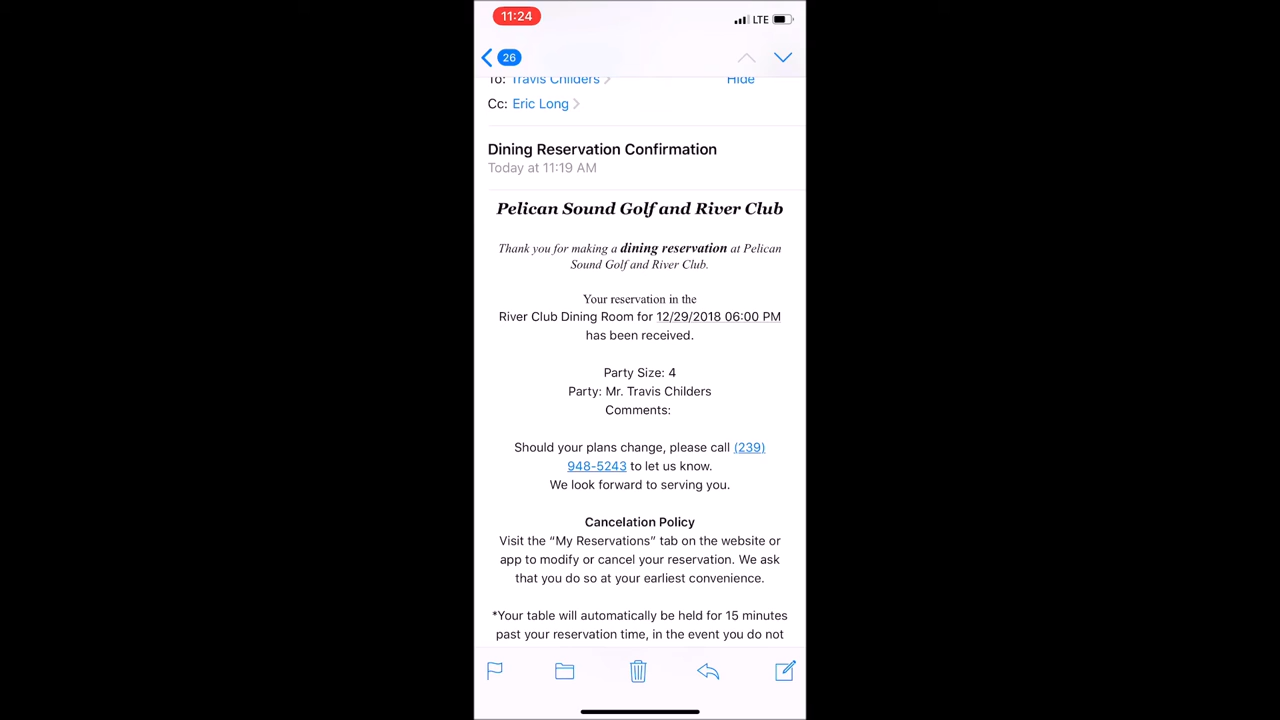 11:24
LTE
26
To: Travis Childers
Hide
Cc: Eric Long
Dining Reservation Confirmation
Today at 11:19 AM
Pelican Sound Golf and River Club
Thank you for making a dining reservation at Pelican
Sound Golf and River Club.
Your reservation in the
River Club Dining Room for 12/29/2018 06:00 PM
has been received.
Party Size: 4
Party: Mr. Travis Childers
Comments:
Should your plans change, please call (239)
948-5243 to let us know.
We look forward to serving you.
Cancelation Policy
Visit the “My Reservations” tab on the website or
app to modify or cancel your reservation. We ask
that you do so at your earliest convenience.
*Your table will automatically be held for 15 minutes
past your reservation time, in the event you do not